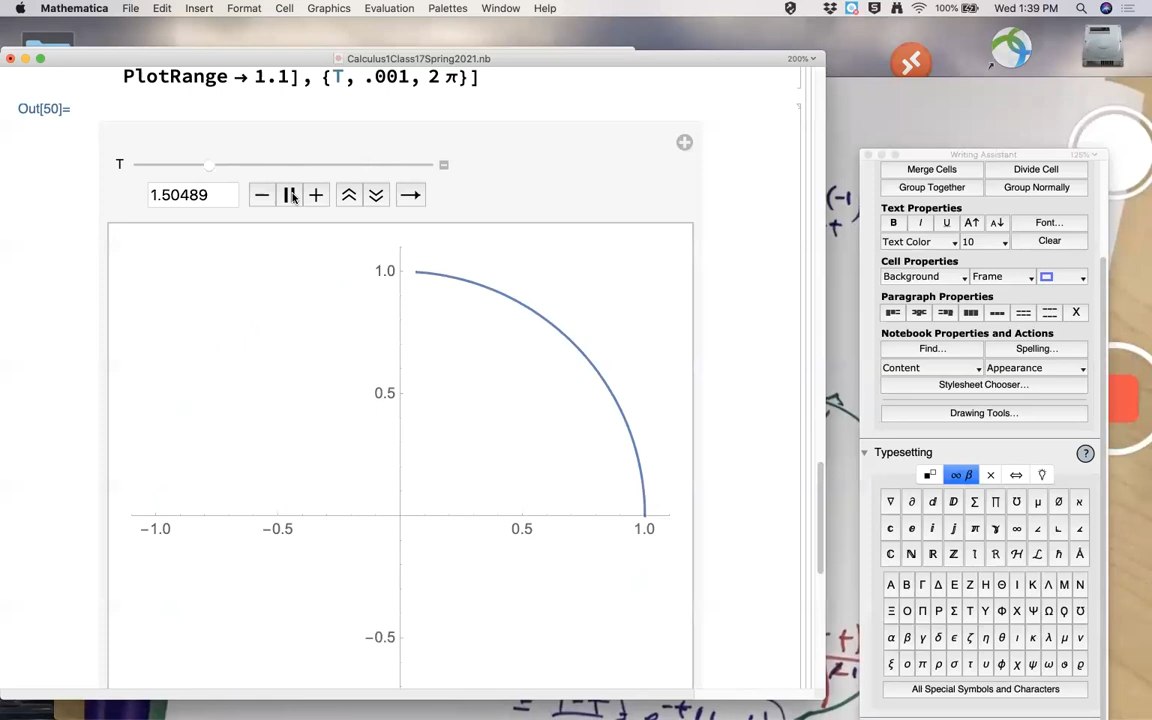 Mathematica File Edit Insert Format Cell Graphics Evaluation Palettes Window Help 100% Wed 1:39 PM
Calculus1Class17Spring2021.nb 200%
PlotRange → 1.1], {T, .001, 2 π}]
Out[50]=
T
1.50489
1.0
0.5
-1.0 -0.5 0.5 1.0
-0.5
Writing Assistant 125%
Merge Cells Divide Cell
Group Together Group Normally
Text Properties
B I U A↑ A↓ Font...
Text Color 10 Clear
Cell Properties
Background Frame
Paragraph Properties
X
Notebook Properties and Actions
Find... Spelling...
Content Appearance
Stylesheet Chooser...
Drawing Tools...
Typesetting ?
∞ β × ⇔
∇ ∂ ⅆ ⅅ ∑ ∏ ℧ μ Ø ℵ
ⅇ ⅈ ⅉ π ∞
ℂ ℕ ℝ ℤ ℛ ℋ ℒ ℏ Å
Α Β Γ Δ Ε Ζ Η Θ Ι Κ Λ Μ Ν
Ξ Ο Π Ρ Σ Τ Υ Φ Χ Ψ Ω
α β γ δ ϵ ζ η θ ι κ λ μ ν
ξ ο π ρ σ τ υ φ χ ψ ω
All Special Symbols and Characters